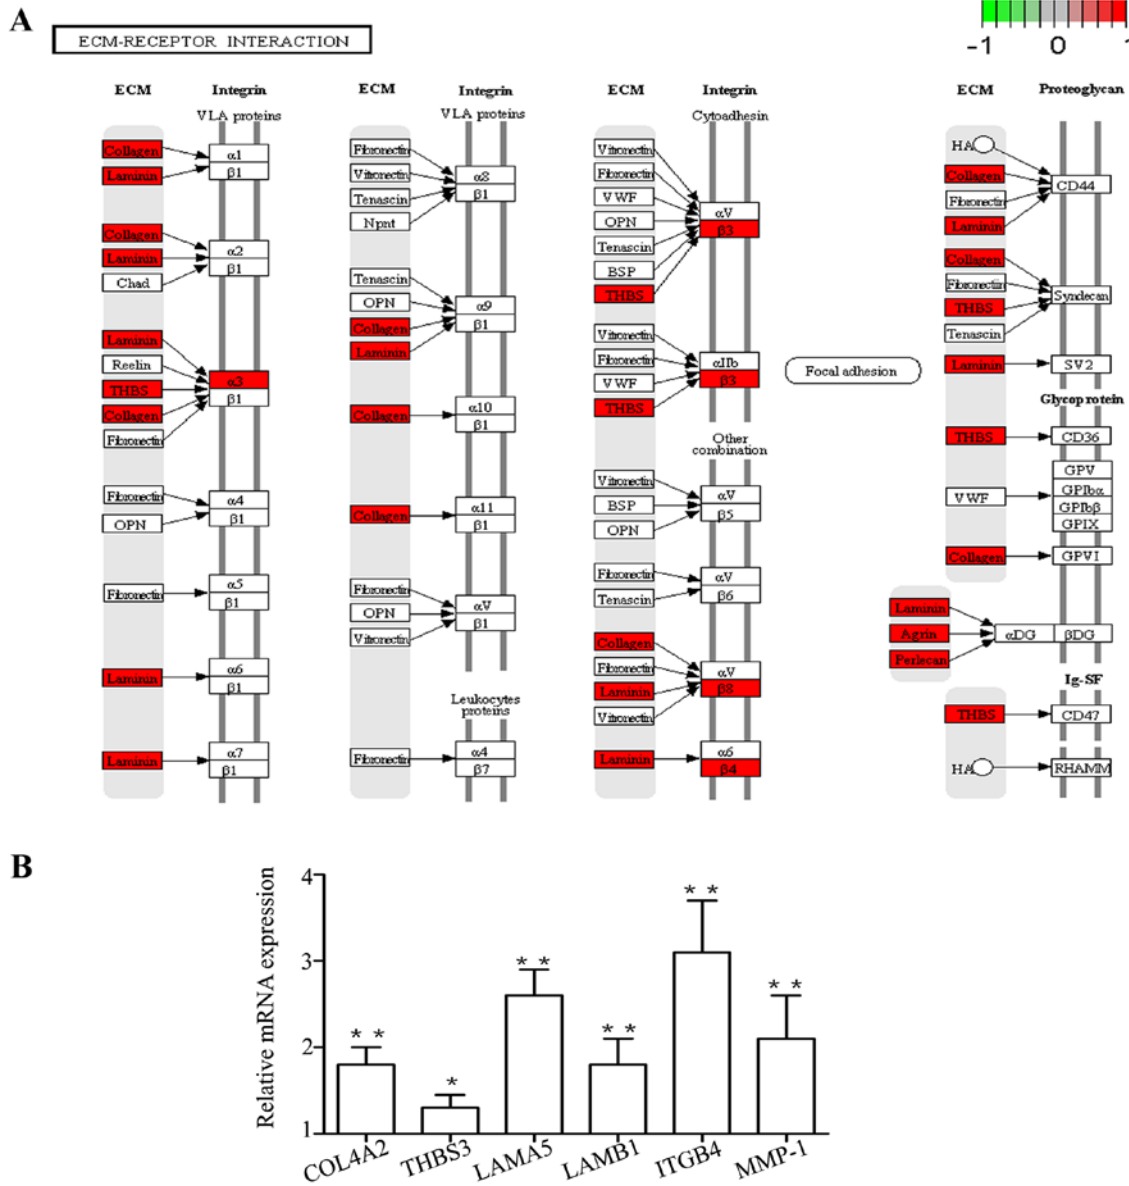 A
ECM-RECEPTOR INTERACTION
-1 0 1
ECM Integrin
VLA proteins
Collagen
Laminin
α1
β1
Collagen
Laminin
Chad
α2
β1
Laminin
Reelin
THBS
Collagen
Fibronectin
α3
β1
Fibronectin
OPN
α4
β1
Fibronectin
α5
β1
Laminin
α6
β1
Laminin
α7
β1
ECM Integrin
VLA proteins
Fibronectin
Vitronectin
Tenascin
Npnt
α8
β1
Tenascin
OPN
Collagen
Laminin
α9
β1
Collagen
α10
β1
Collagen
α11
β1
Fibronectin
OPN
Vitronectin
αV
β1
Leukocytes
proteins
Fibronectin
α4
β7
ECM Integrin
Cytoadhesin
Vitronectin
Fibronectin
VWF
OPN
Tenascin
BSP
THBS
αV
β3
Vitronectin
Fibronectin
VWF
THBS
αIIb
β3
Other
combination
Vitronectin
BSP
OPN
αV
β5
Fibronectin
Tenascin
αV
β6
Collagen
Fibronectin
Laminin
Vitronectin
αV
β8
Laminin
α6
β4
Focal adhesion
ECM Proteoglycan
HA
Collagen
Fibronectin
Laminin
CD44
Collagen
Fibronectin
THBS
Tenascin
Syndecan
Laminin
SV2
Glycoprotein
THBS
CD36
VWF
GPV
GPIbα
GPIbβ
GPIX
Collagen
GPVI
Laminin
Agrin
Perlecan
αDG βDG
Ig-SF
THBS
CD47
HA
RHAMM
B
Relative mRNA expression
4
3
2
1
* *
*
* *
* *
* *
* *
COL4A2 THBS3 LAMA5 LAMB1 ITGB4 MMP-1